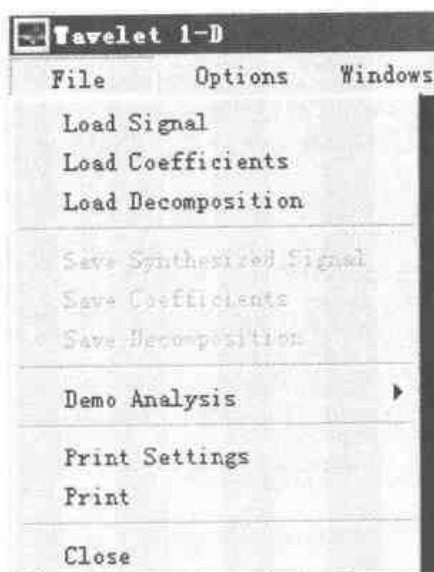 Wavelet 1-D
File Options Windows
Load Signal
Load Coefficients
Load Decomposition
Save Synthesized Signal
Save Coefficients
Save Decomposition
Demo Analysis
Print Settings
Print
Close